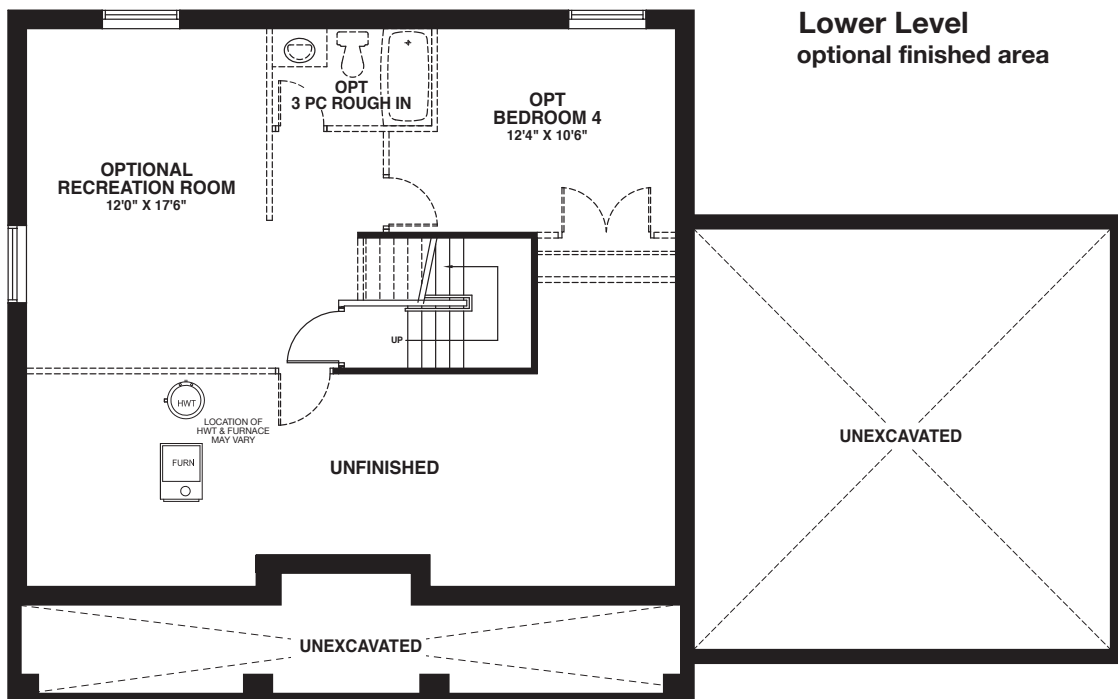 Lower Level
optional finished area
OPT
3 PC ROUGH IN
OPT
BEDROOM 4
12'4" X 10'6"
OPTIONAL
RECREATION ROOM
12'0" X 17'6"
UP
HWT
LOCATION OF
HWT & FURNACE
MAY VARY
FURN
UNFINISHED
UNEXCAVATED
UNEXCAVATED